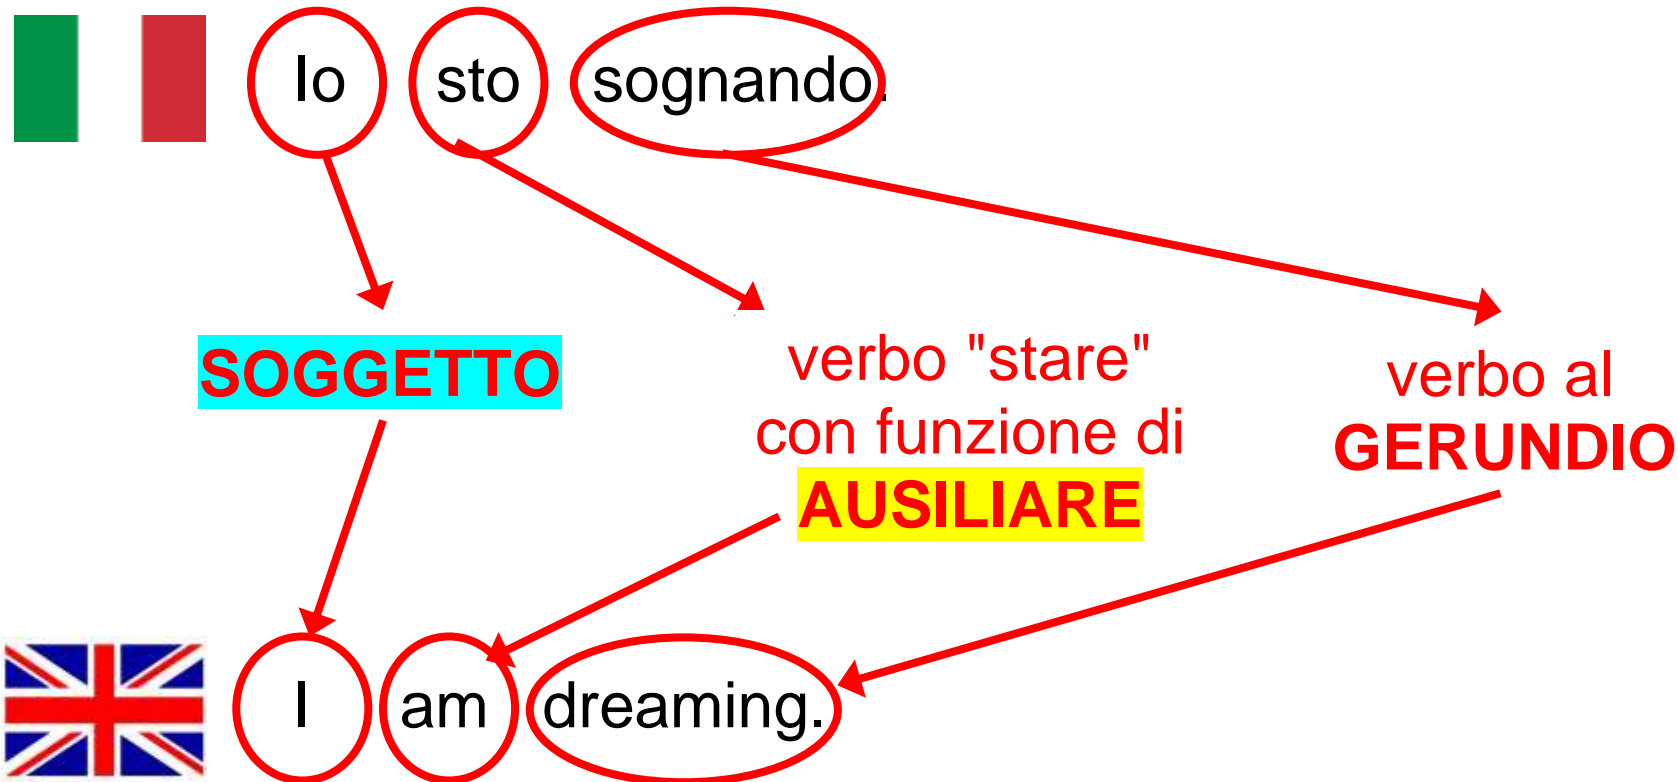 Io sto sognando.
SOGGETTO
verbo "stare"
con funzione di
AUSILIARE
verbo al
GERUNDIO
I am dreaming.